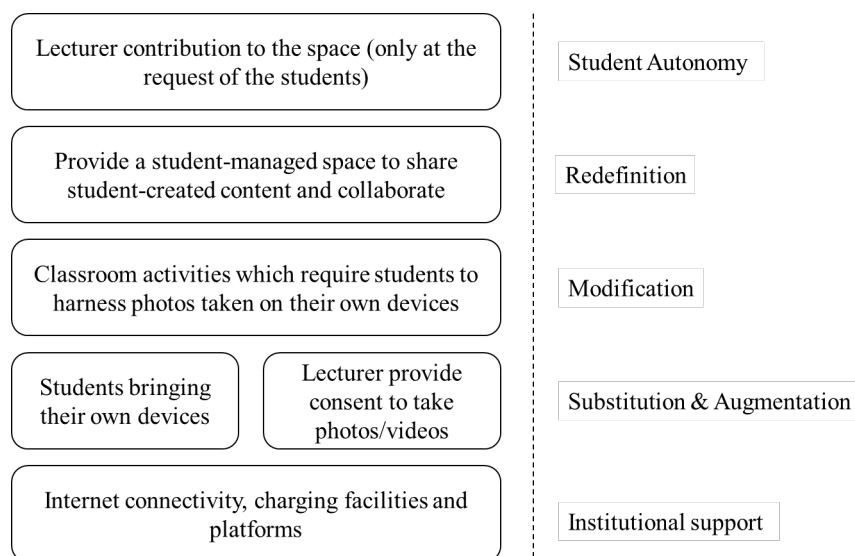 Lecturer contribution to the space (only at the
request of the students)
Student Autonomy
Provide a student-managed space to share
student-created content and collaborate
Redefinition
Classroom activities which require students to
harness photos taken on their own devices
Modification
Students bringing
their own devices
Lecturer provide
consent to take
photos/videos
Substitution & Augmentation
Internet connectivity, charging facilities and
platforms
Institutional support